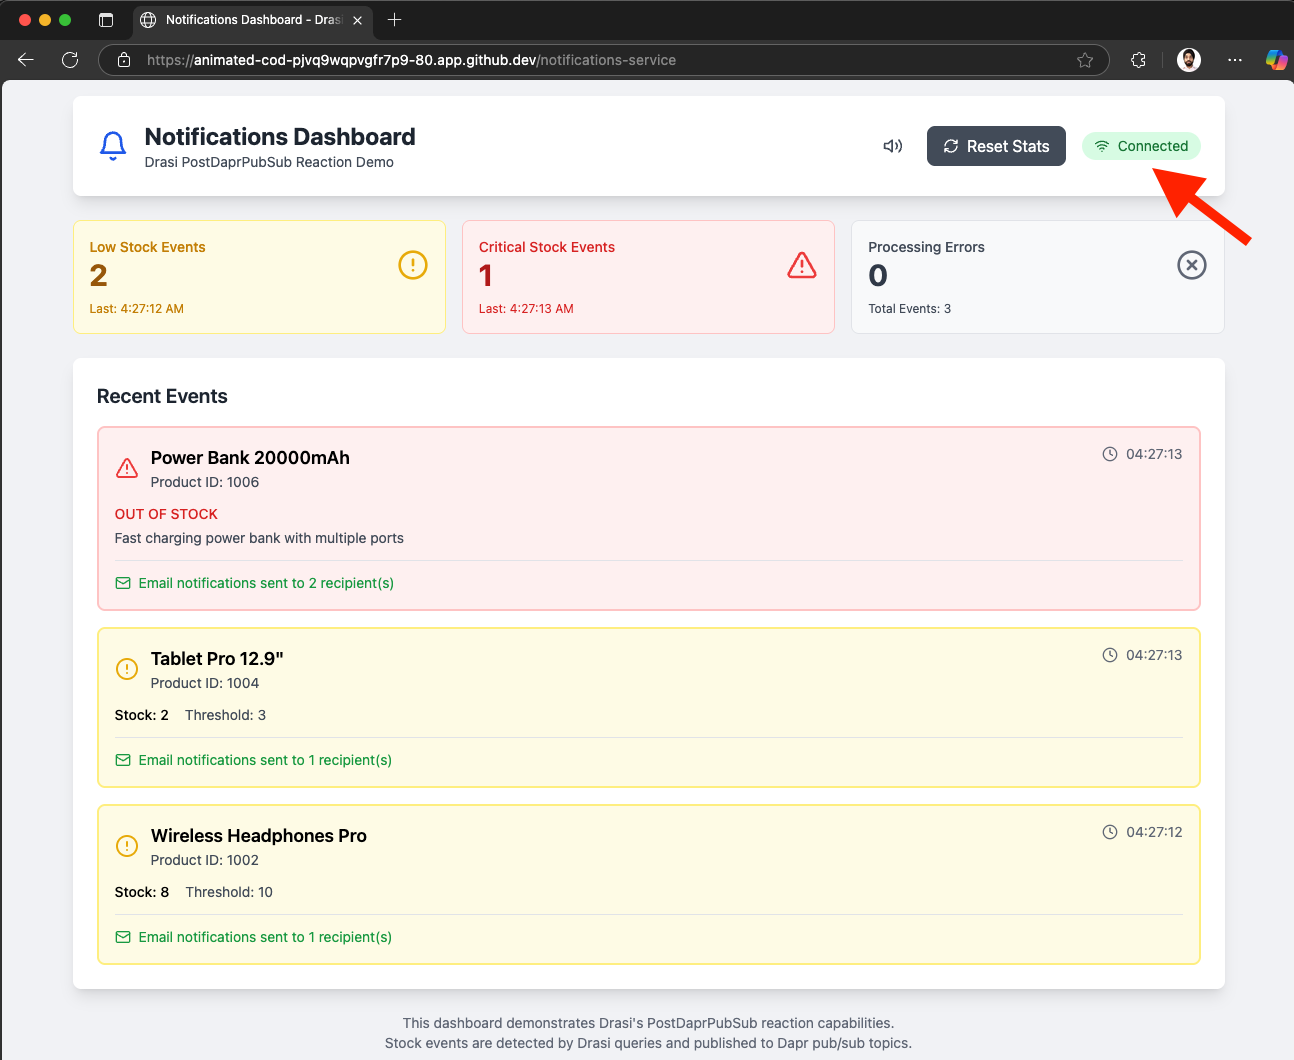 Notifications Dashboard - Dras
https://animated-cod-pjvq9wqpvgfr7p9-80.app.github.dev/notifications-service
Notifications Dashboard
Drasi PostDaprPubSub Reaction Demo
Reset Stats
Connected
Low Stock Events
2
Last: 4:27:12 AM
Critical Stock Events
1
Last: 4:27:13 AM
Processing Errors
0
Total Events: 3
Recent Events
Power Bank 20000mAh
04:27:13
Product ID: 1006
OUT OF STOCK
Fast charging power bank with multiple ports
Email notifications sent to 2 recipient(s)
Tablet Pro 12.9"
04:27:13
Product ID: 1004
Stock: 2 Threshold: 3
Email notifications sent to 1 recipient(s)
Wireless Headphones Pro
04:27:12
Product ID: 1002
Stock: 8 Threshold: 10
Email notifications sent to 1 recipient(s)
This dashboard demonstrates Drasi's PostDaprPubSub reaction capabilities.
Stock events are detected by Drasi queries and published to Dapr pub/sub topics.